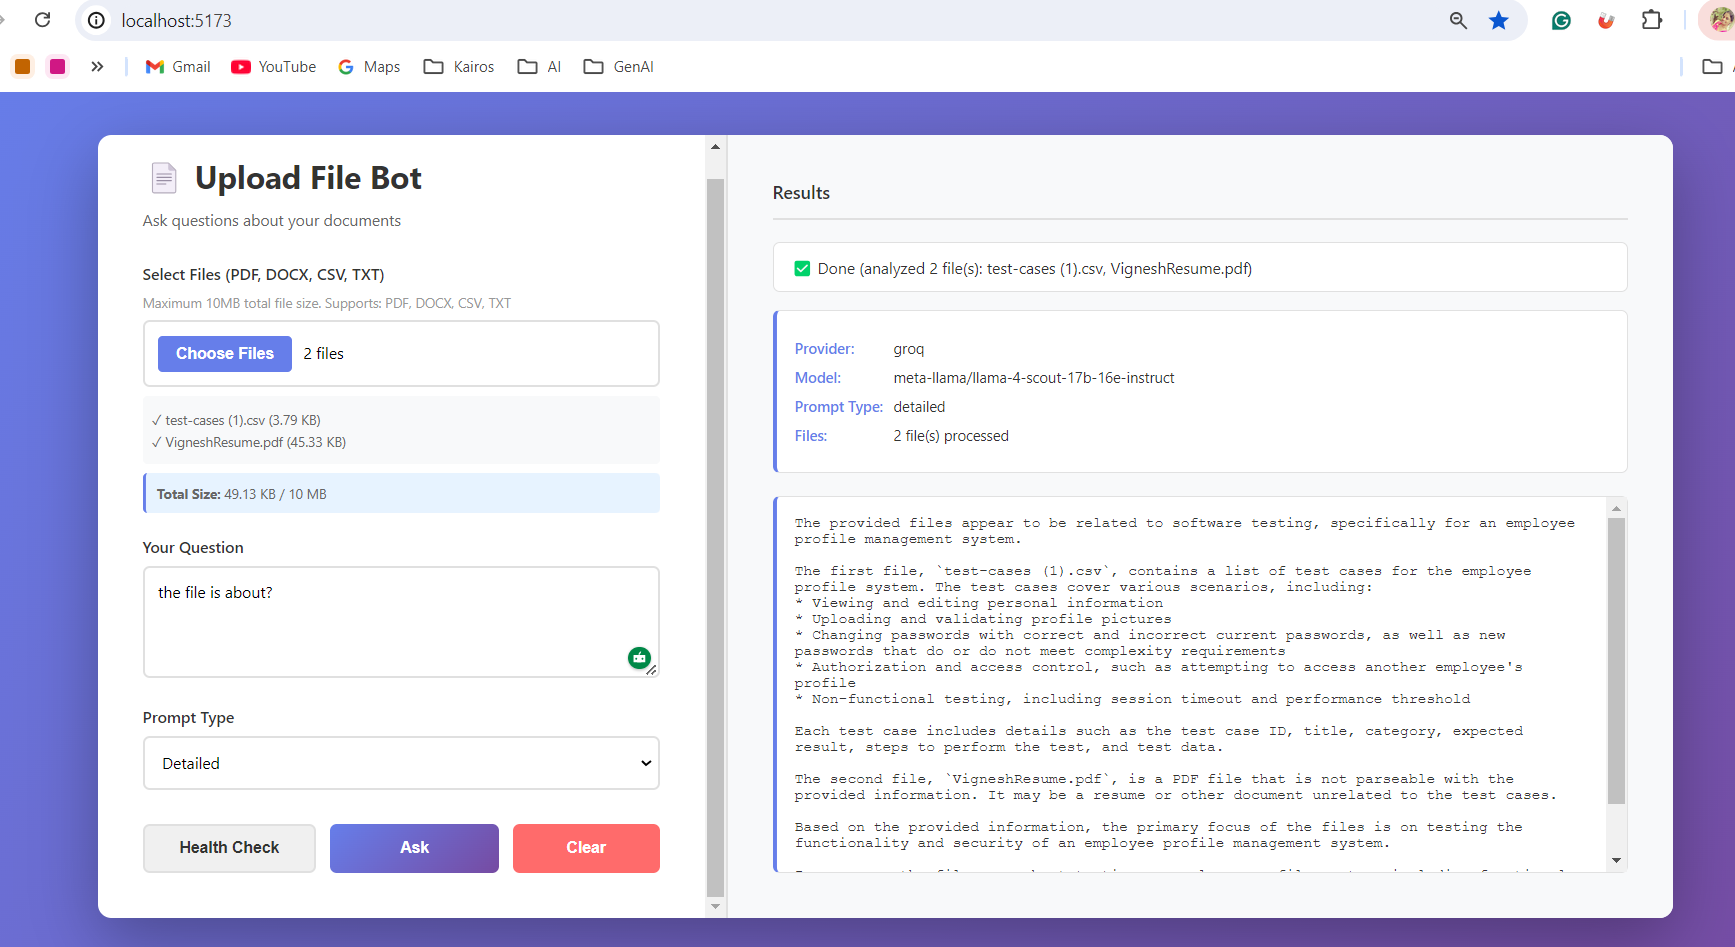 localhost:5173
Gmail YouTube Maps Kairos AI GenAI
Upload File Bot
Ask questions about your documents
Select Files (PDF, DOCX, CSV, TXT)
Maximum 10MB total file size. Supports: PDF, DOCX, CSV, TXT
Choose Files 2 files
✓ test-cases (1).csv (3.79 KB)
✓ VigneshResume.pdf (45.33 KB)
Total Size: 49.13 KB / 10 MB
Your Question
the file is about?
Prompt Type
Detailed
Health Check Ask Clear
Results
Done (analyzed 2 file(s): test-cases (1).csv, VigneshResume.pdf)
Provider: groq
Model: meta-llama/llama-4-scout-17b-16e-instruct
Prompt Type: detailed
Files: 2 file(s) processed
The provided files appear to be related to software testing, specifically for an employee
profile management system.
The first file, `test-cases (1).csv`, contains a list of test cases for the employee
profile system. The test cases cover various scenarios, including:
* Viewing and editing personal information
* Uploading and validating profile pictures
* Changing passwords with correct and incorrect current passwords, as well as new
passwords that do or do not meet complexity requirements
* Authorization and access control, such as attempting to access another employee's
profile
* Non-functional testing, including session timeout and performance threshold
Each test case includes details such as the test case ID, title, category, expected
result, steps to perform the test, and test data.
The second file, `VigneshResume.pdf`, is a PDF file that is not parseable with the
provided information. It may be a resume or other document unrelated to the test cases.
Based on the provided information, the primary focus of the files is on testing the
functionality and security of an employee profile management system.